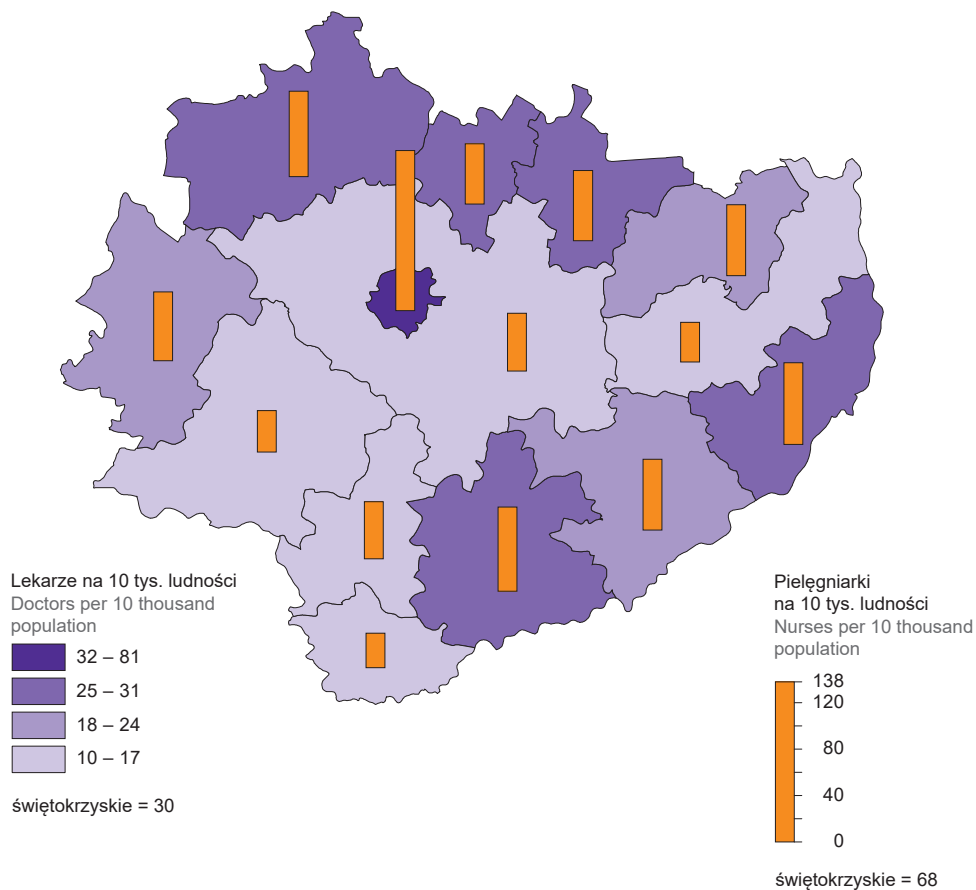 Lekarze na 10 tys. ludności
Doctors per 10 thousand
population
32 – 81
25 – 31
18 – 24
10 – 17
świętokrzyskie = 30
Pielęgniarki
na 10 tys. ludności
Nurses per 10 thousand
population
138
120
80
40
0
świętokrzyskie = 68